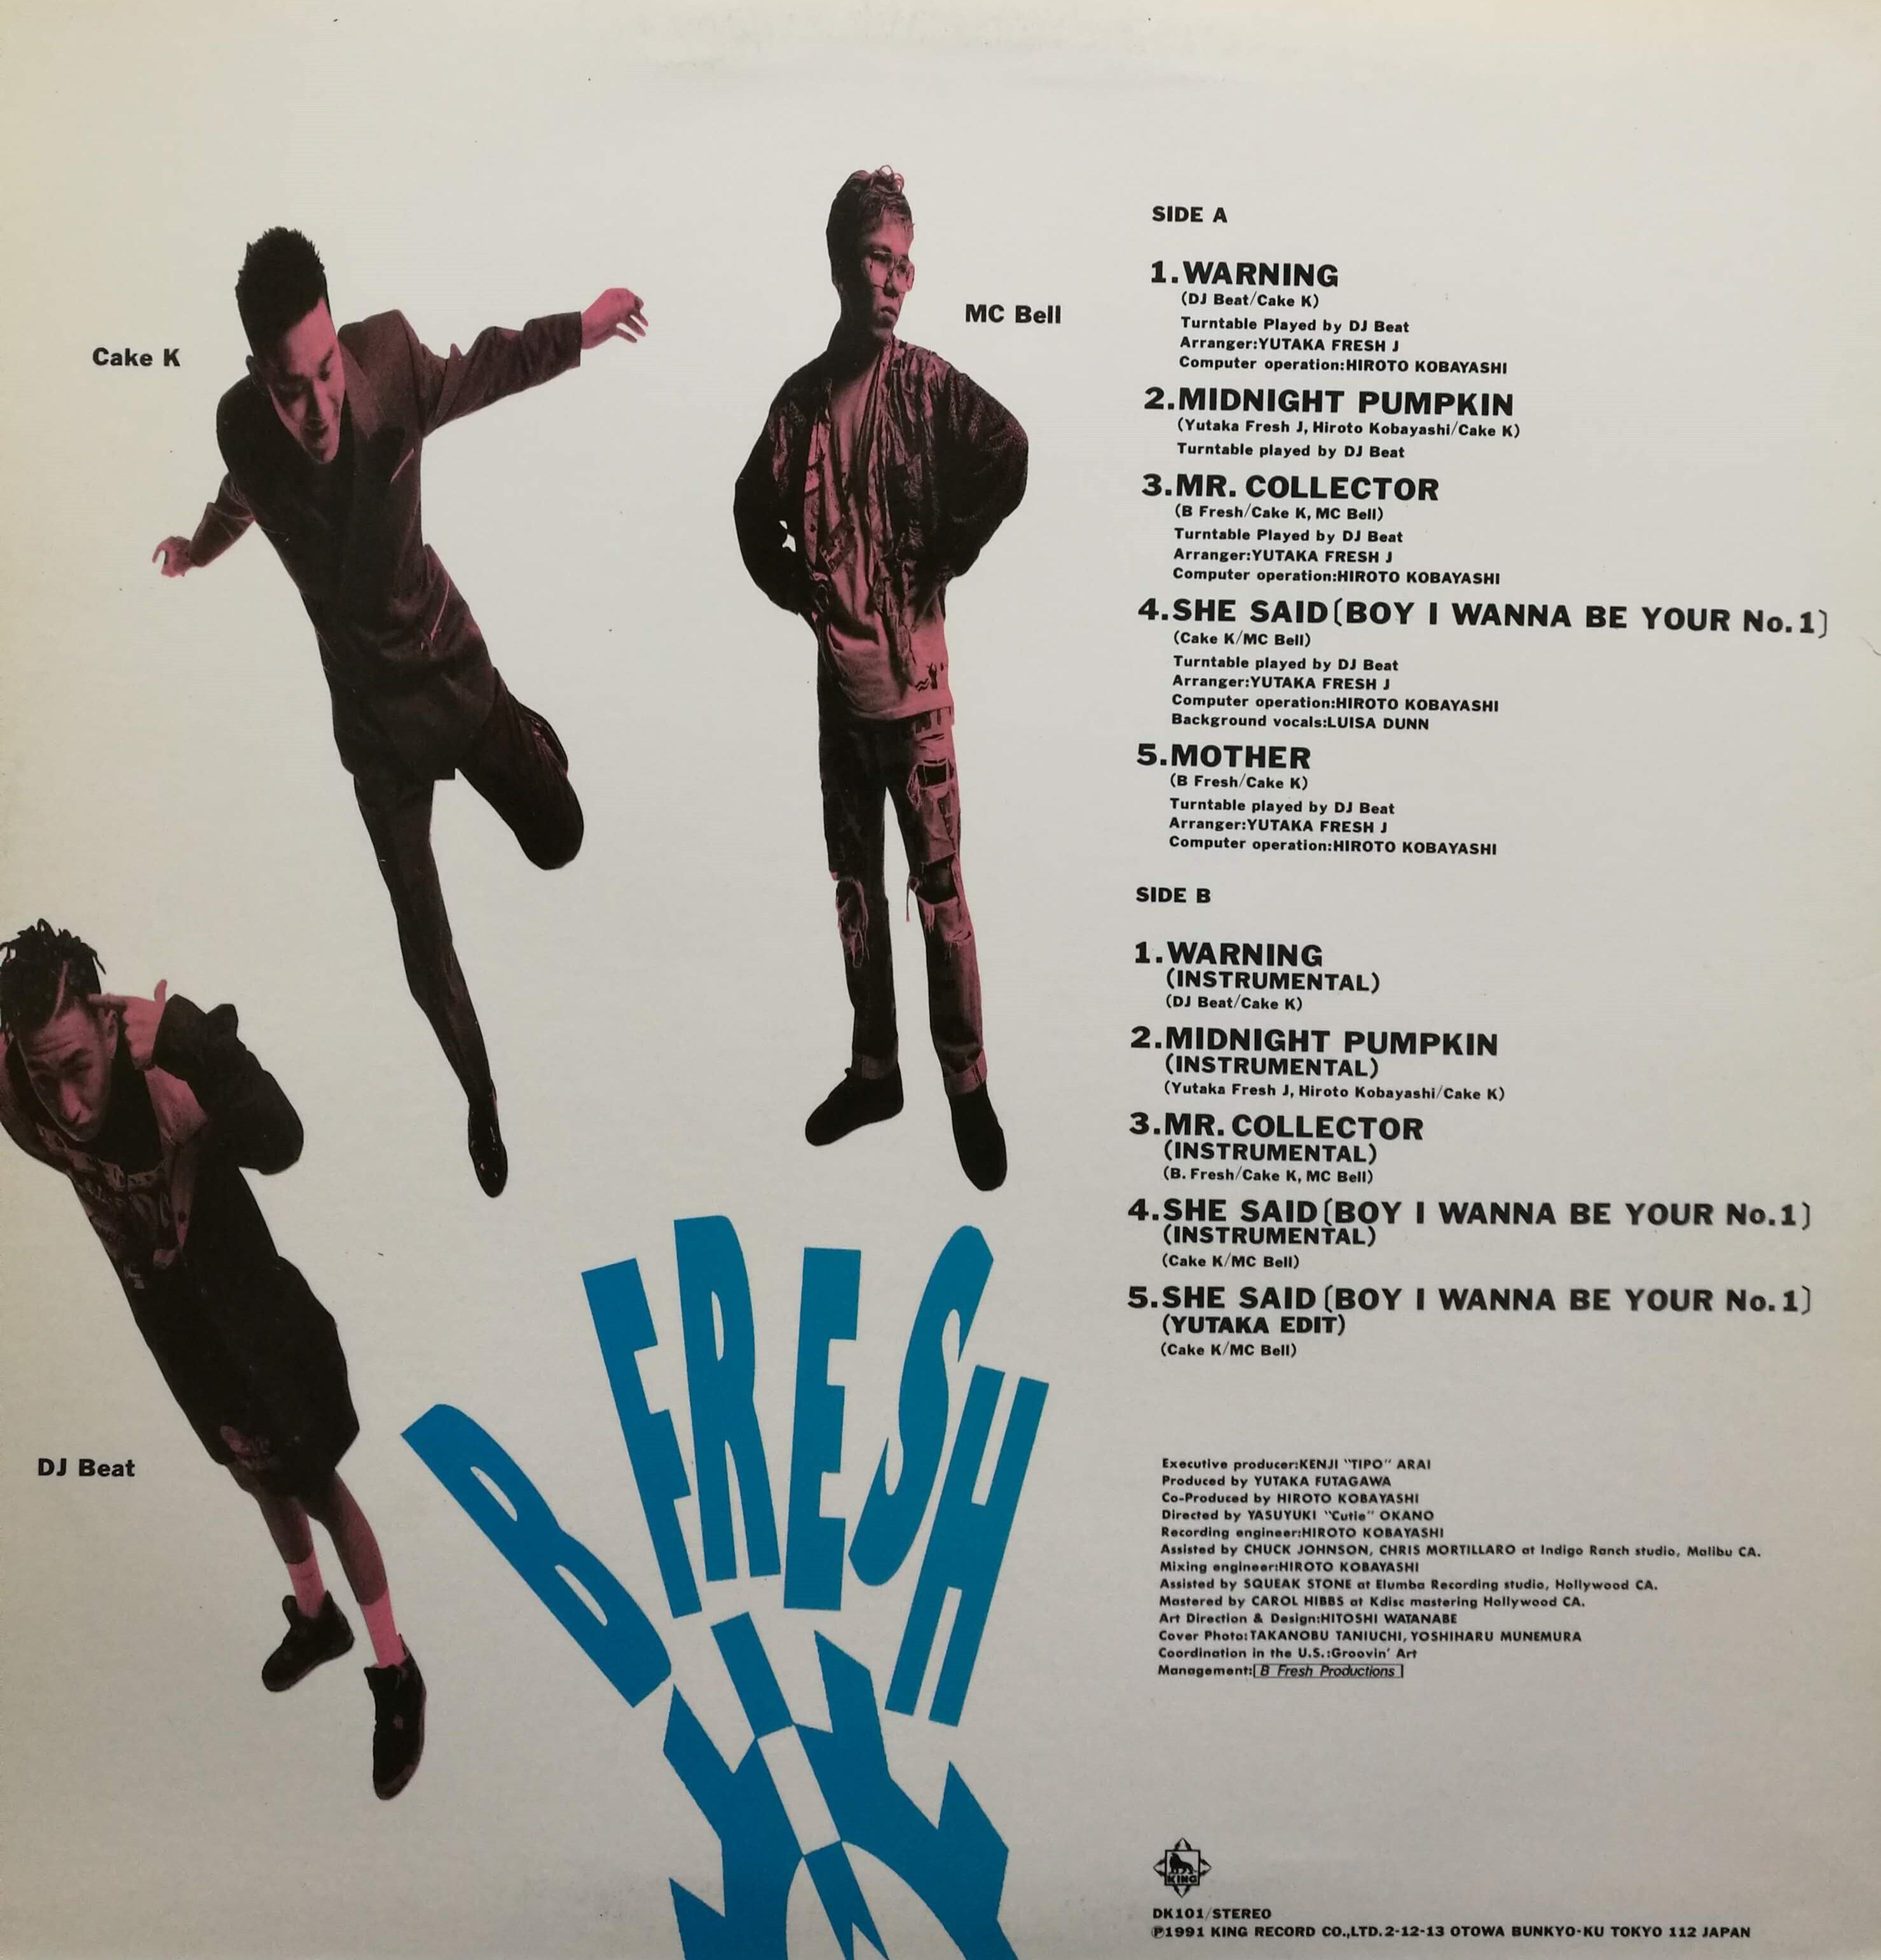 Cake K
MC Bell
DJ Beat
B FRESH
SIDE A
1.WARNING
(DJ Beat/Cake K)
Turntable Played by DJ Beat
Arranger:YUTAKA FRESH J
Computer operation:HIROTO KOBAYASHI
2.MIDNIGHT PUMPKIN
(Yutaka Fresh J, Hiroto Kobayashi/Cake K)
Turntable played by DJ Beat
3.MR. COLLECTOR
(B Fresh/Cake K, MC Bell)
Turntable Played by DJ Beat
Arranger:YUTAKA FRESH J
Computer operation:HIROTO KOBAYASHI
4.SHE SAID〔BOY I WANNA BE YOUR No.1〕
(Cake K/MC Bell)
Turntable played by DJ Beat
Arranger:YUTAKA FRESH J
Computer operation:HIROTO KOBAYASHI
Background vocals:LUISA DUNN
5.MOTHER
(B Fresh/Cake K)
Turntable played by DJ Beat
Arranger:YUTAKA FRESH J
Computer operation:HIROTO KOBAYASHI
SIDE B
1.WARNING
(INSTRUMENTAL)
(DJ Beat/Cake K)
2.MIDNIGHT PUMPKIN
(INSTRUMENTAL)
(Yutaka Fresh J, Hiroto Kobayashi/Cake K)
3.MR. COLLECTOR
(INSTRUMENTAL)
(B. Fresh/Cake K, MC Bell)
4.SHE SAID〔BOY I WANNA BE YOUR No.1〕
(INSTRUMENTAL)
(Cake K/MC Bell)
5.SHE SAID〔BOY I WANNA BE YOUR No.1〕
(YUTAKA EDIT)
(Cake K/MC Bell)
Executive producer:KENJI "TIPO" ARAI
Produced by YUTAKA FUTAGAWA
Co-Produced by HIROTO KOBAYASHI
Directed by YASUYUKI "Cutie" OKANO
Recording engineer:HIROTO KOBAYASHI
Assisted by CHUCK JOHNSON, CHRIS MORTILLARO at Indigo Ranch studio, Malibu CA.
Mixing engineer:HIROTO KOBAYASHI
Assisted by SQUEAK STONE at Elumba Recording studio, Hollywood CA.
Mastered by CAROL HIBBS at Kdisc mastering Hollywood CA.
Art Direction & Design:HITOSHI WATANABE
Cover Photo:TAKANOBU TANIUCHI, YOSHIHARU MUNEMURA
Coordination in the U.S.:Groovin' Art
Management:B Fresh Productions
KING
DK101/STEREO
℗1991 KING RECORD CO.,LTD.2-12-13 OTOWA BUNKYO-KU TOKYO 112 JAPAN